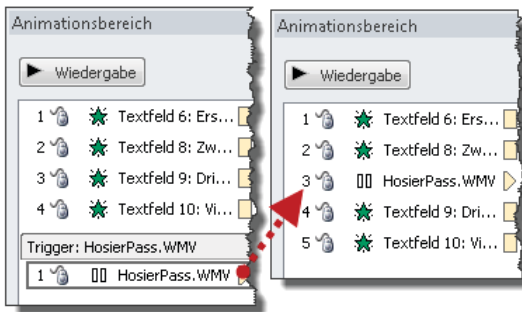 Animationsbereich
Wiedergabe
1 Textfeld 6: Ers...
2 Textfeld 8: Zw...
3 Textfeld 9: Dri...
4 Textfeld 10: Vi...
Trigger: HosierPass.WMV
1 HosierPass.WMV
Animationsbereich
Wiedergabe
1 Textfeld 6: Ers...
2 Textfeld 8: Zw...
3 HosierPass.WMV
4 Textfeld 9: Dri...
5 Textfeld 10: Vi...